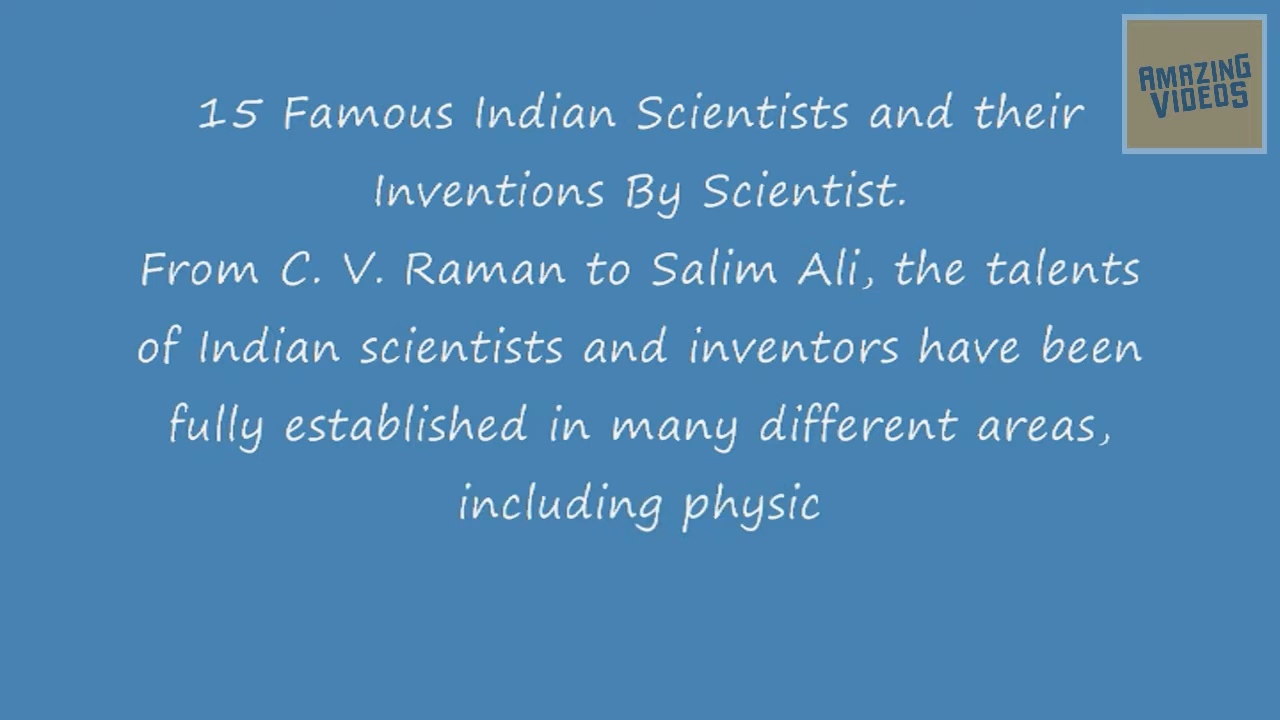 15 Famous Indian Scientists and their
Inventions By Scientist.
From C. V. Raman to Salim Ali, the talents
of Indian scientists and inventors have been
fully established in many different areas,
including physic
AMAZING
VIDEOS